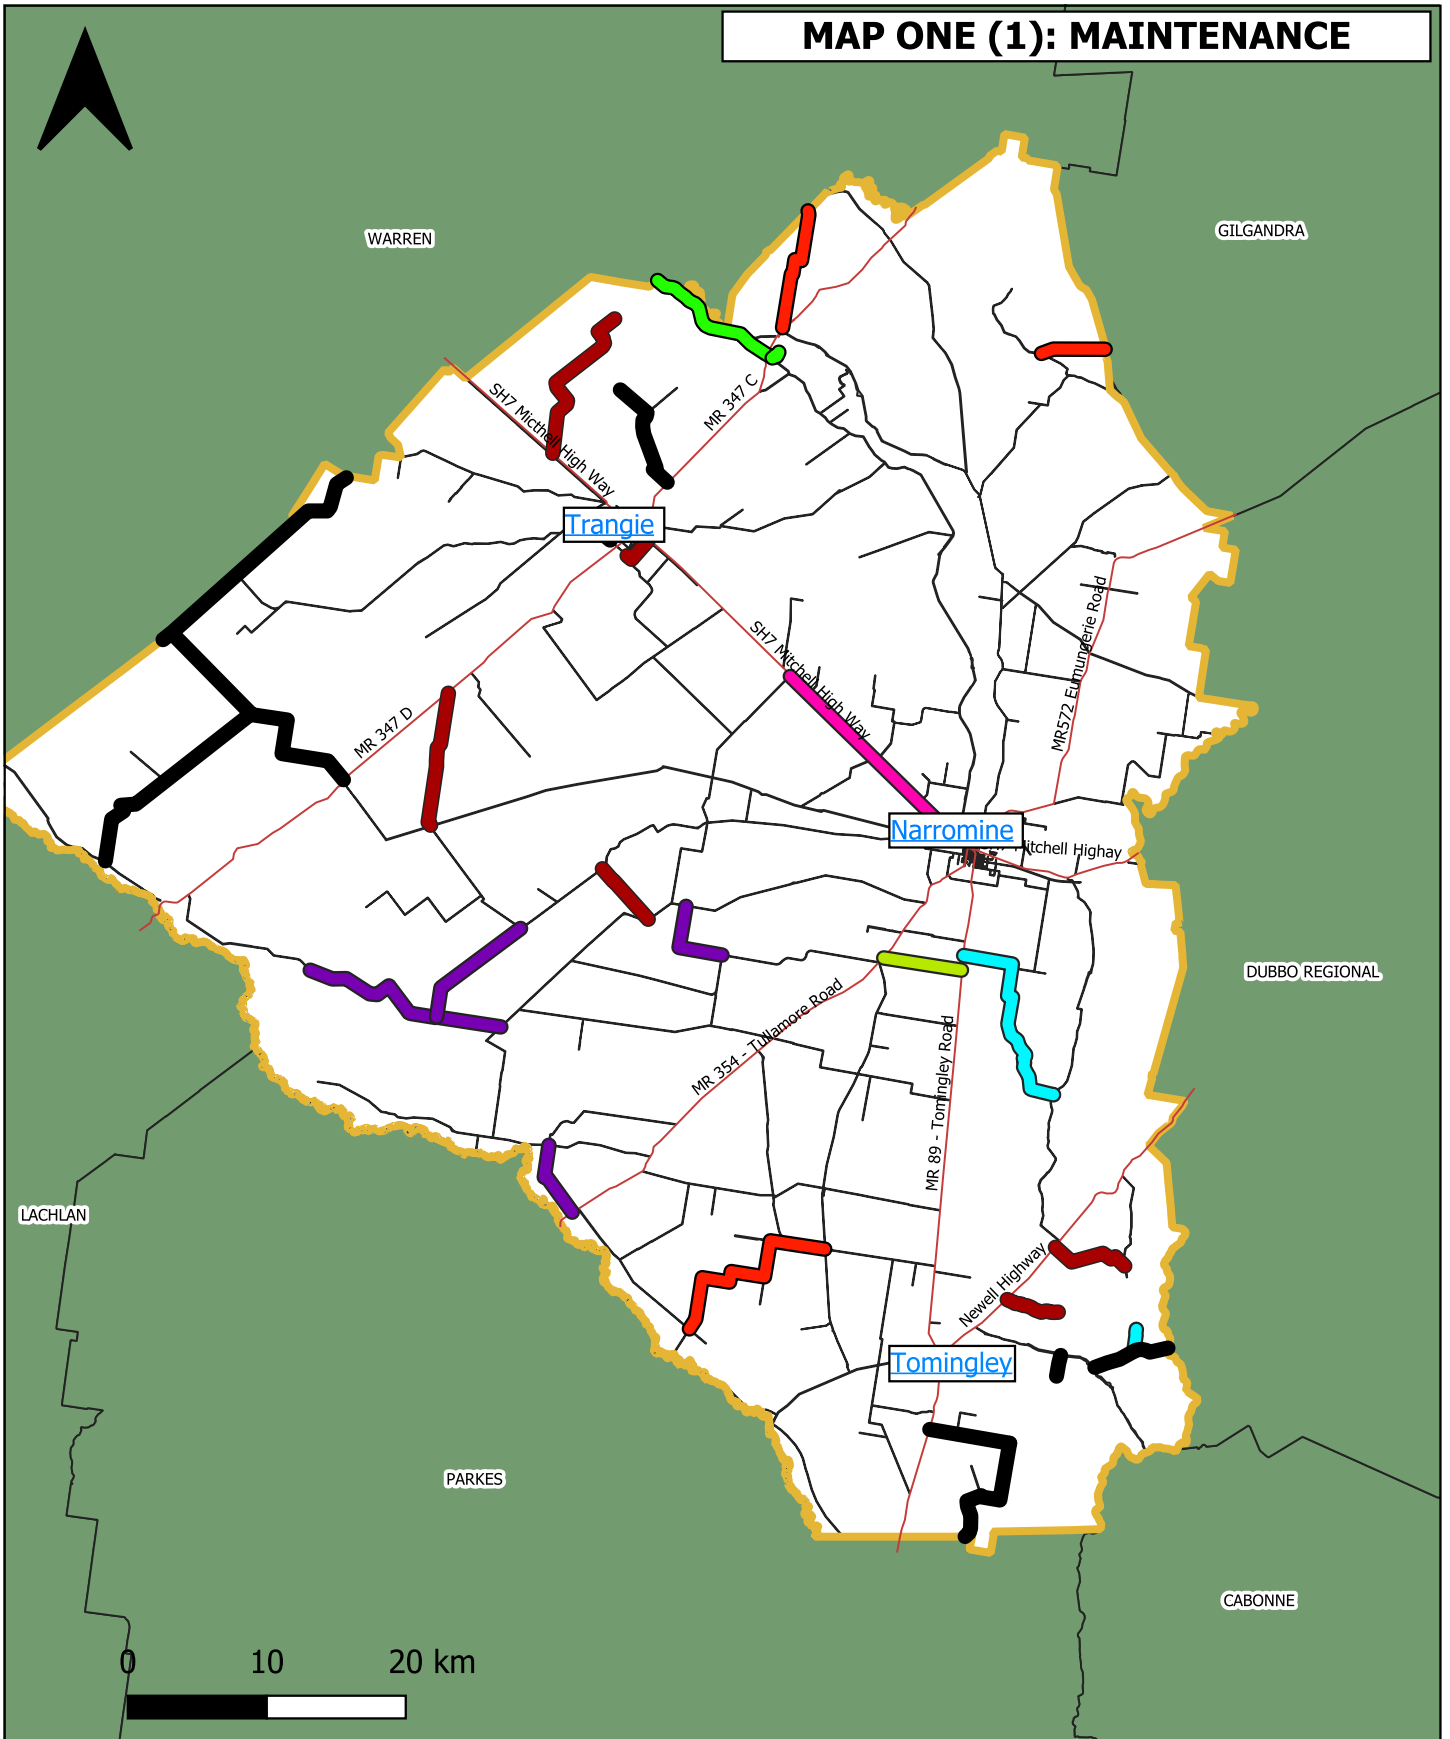 MAP ONE (1): MAINTENANCE
WARREN
GILGANDRA
SH7 Micthell High Way
MR 347 C
Trangie
MR572 Eumungerie Road
SH7 Mitchell High Way
MR 347 D
Narromine
Mitchell Highay
DUBBO REGIONAL
MR 354 - Tullamore Road
MR 89 - Tomingley Road
LACHLAN
Newell Highway
Tomingley
PARKES
CABONNE
0 10 20 km